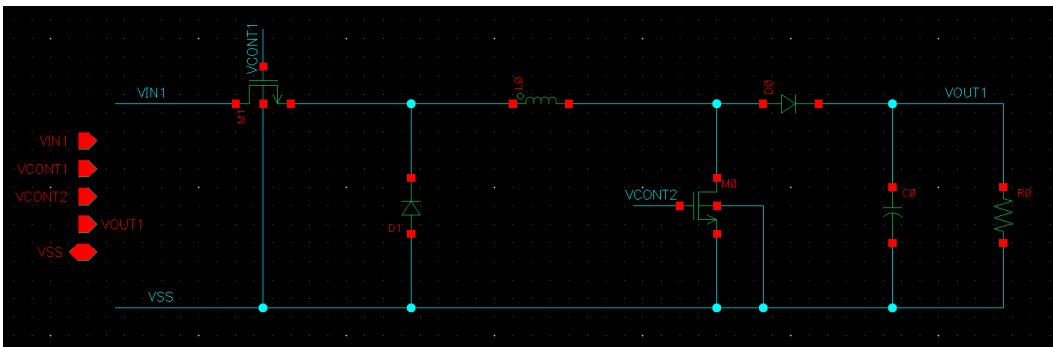 VCONT1
VIN1
M1
L0
D0
VOUT1
VIN1
VCONT1
VCONT2
VOUT1
VSS
D1
VCONT2
M0
C0
R0
VSS